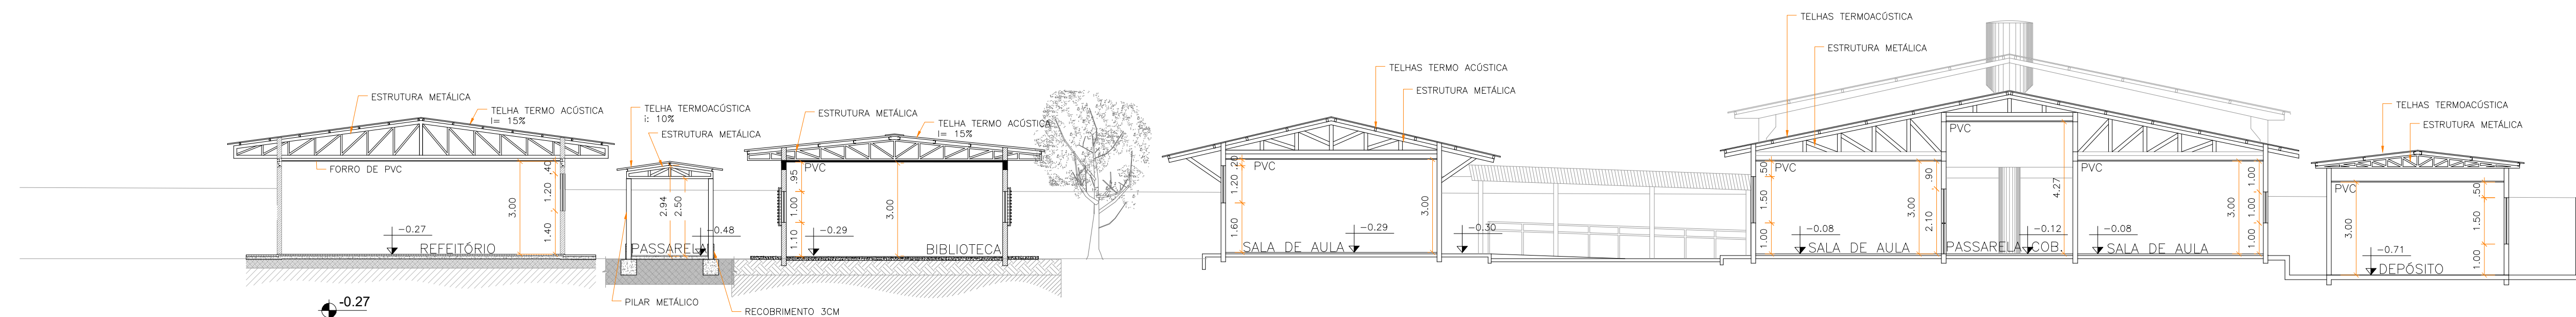 ESTRUTURA METÁLICA
TELHA TERMO ACÚSTICA
I= 15%
FORRO DE PVC
3.00
.40
1.20
1.40
-0.27
REFEITÓRIO
-0.27
TELHA TERMOACÚSTICA
i: 10%
ESTRUTURA METÁLICA
2.94
2.50
-0.48
PASSARELA
PILAR METÁLICO
RECOBRIMENTO 3CM
ESTRUTURA METÁLICA
TELHA TERMO ACÚSTICA
I= 15%
PVC
.95
1.00
1.10
3.00
-0.29
BIBLIOTECA
TELHAS TERMO ACÚSTICA
ESTRUTURA METÁLICA
PVC
.20
1.20
1.60
3.00
-0.29
SALA DE AULA
-0.30
TELHAS TERMOACÚSTICA
ESTRUTURA METÁLICA
PVC
.50
1.50
1.00
3.00
.90
2.10
-0.08
SALA DE AULA
PVC
4.27
-0.12
PASSARELA COB.
PVC
3.00
1.00
1.00
1.00
-0.08
SALA DE AULA
TELHAS TERMOACÚSTICA
ESTRUTURA METÁLICA
PVC
3.00
.50
1.50
1.00
-0.71
DEPÓSITO